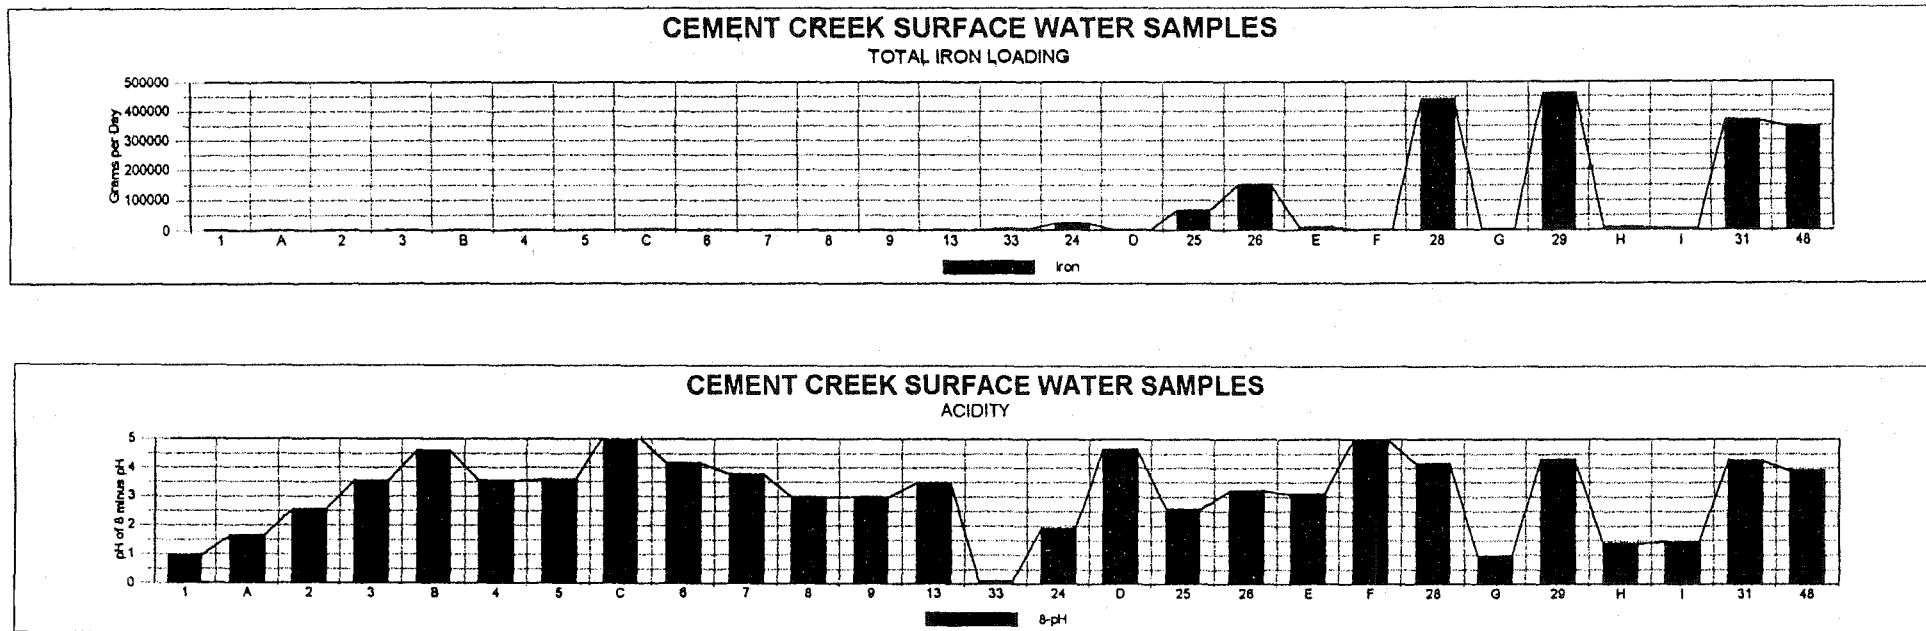 CEMENT CREEK SURFACE WATER SAMPLES
TOTAL IRON LOADING
Grams per Day
500000
400000
300000
200000
100000
0
1 A 2 3 B 4 5 C 6 7 8 9 13 33 24 D 25 26 E F 28 G 29 H I 31 48
Iron
CEMENT CREEK SURFACE WATER SAMPLES
ACIDITY
pH of 8 minus pH
5
4
3
2
1
0
1 A 2 3 B 4 5 C 6 7 8 9 13 33 24 D 25 26 E F 28 G 29 H I 31 48
8-pH